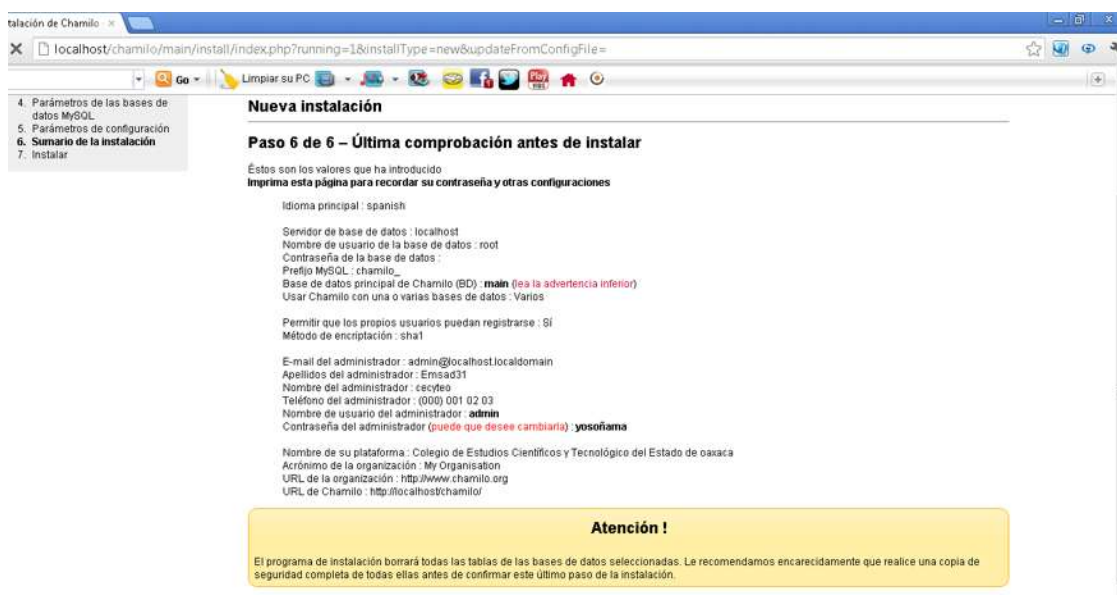 talación de Chamilo
localhost/chamilo/main/install/index.php?running=1&installType=new&updateFromConfigFile=
Go
Limpiar su PC
4. Parámetros de las bases de
datos MySQL
5. Parámetros de configuración
6. Sumario de la instalación
7. Instalar
Nueva instalación
Paso 6 de 6 – Última comprobación antes de instalar
Éstos son los valores que ha introducido
Imprima esta página para recordar su contraseña y otras configuraciones
Idioma principal : spanish
Servidor de base de datos : localhost
Nombre de usuario de la base de datos : root
Contraseña de la base de datos :
Prefijo MySQL : chamilo_
Base de datos principal de Chamilo (BD) : main (lea la advertencia inferior)
Usar Chamilo con una o varias bases de datos : Varios
Permitir que los propios usuarios puedan registrarse : Sí
Método de encriptación : sha1
E-mail del administrador : admin@localhost.localdomain
Apellidos del administrador : Emsad31
Nombre del administrador : cecyteo
Teléfono del administrador : (000) 001 02 03
Nombre de usuario del administrador : admin
Contraseña del administrador (puede que desee cambiarla) : yosoñama
Nombre de su plataforma : Colegio de Estudios Científicos y Tecnológico del Estado de oaxaca
Acrónimo de la organización : My Organisation
URL de la organización : http://www.chamilo.org
URL de Chamilo : http://localhost/chamilo/
Atención !
El programa de instalación borrará todas las tablas de las bases de datos seleccionadas. Le recomendamos encarecidamente que realice una copia de
seguridad completa de todas ellas antes de confirmar este último paso de la instalación.